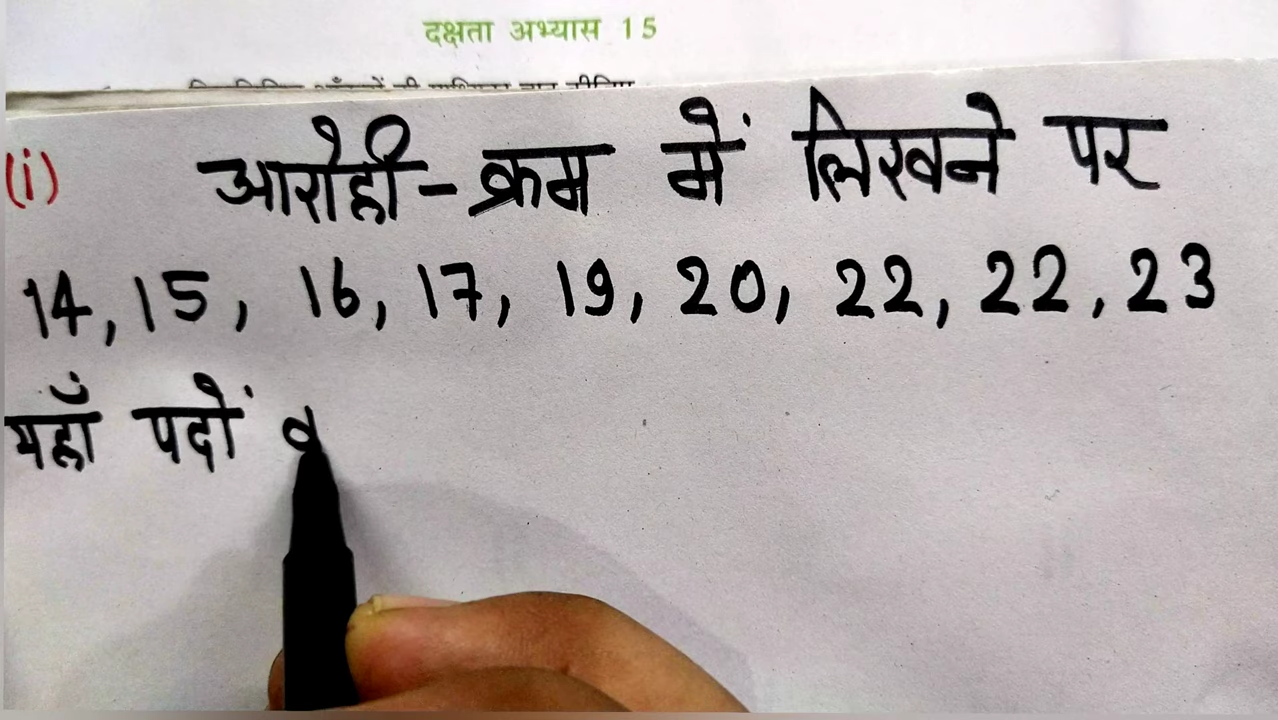 दक्षता अभ्यास 15
(i) आरोही-क्रम में लिखने पर
14, 15, 16, 17, 19, 20, 22, 22, 23
यहाँ पदों